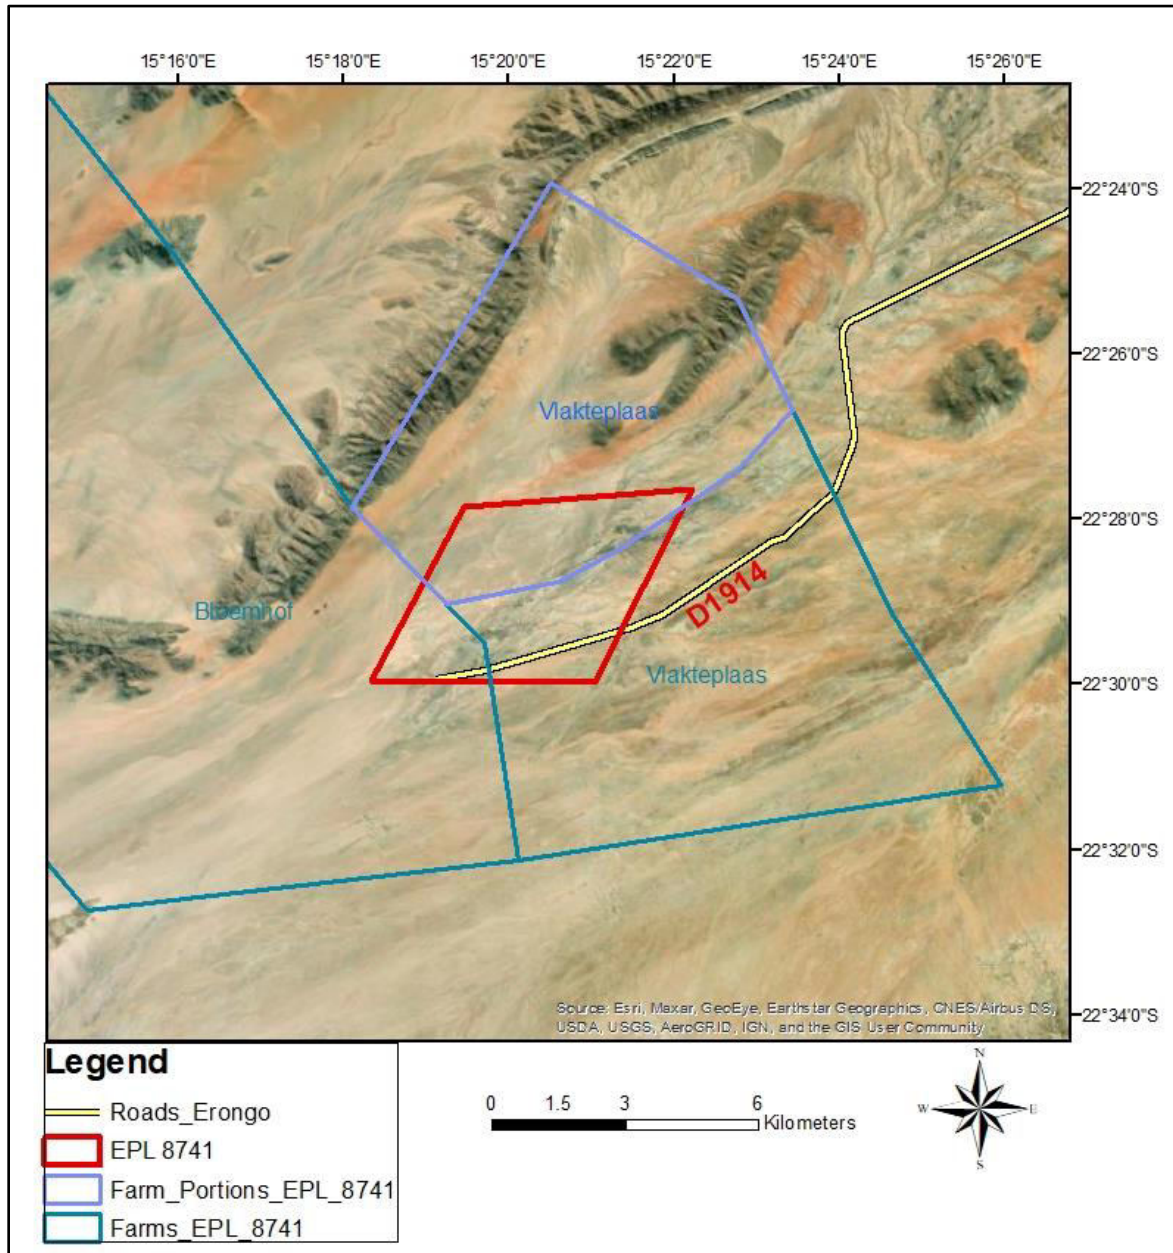 15°16'0"E 15°18'0"E 15°20'0"E 15°22'0"E 15°24'0"E 15°26'0"E
22°24'0"S
22°26'0"S
Vlakteplaas
22°28'0"S
D1914
Bloemhof
Vlakteplaas
22°30'0"S
22°32'0"S
Source: Esri, Maxar, GeoEye, Earthstar Geographics, CNES/Airbus DS,
USDA, USGS, AeroGRID, IGN, and the GIS User Community
22°34'0"S
Legend
Roads_Erongo
EPL 8741
Farm_Portions_EPL_8741
Farms_EPL_8741
0 1.5 3 6
Kilometers
N
W E
S